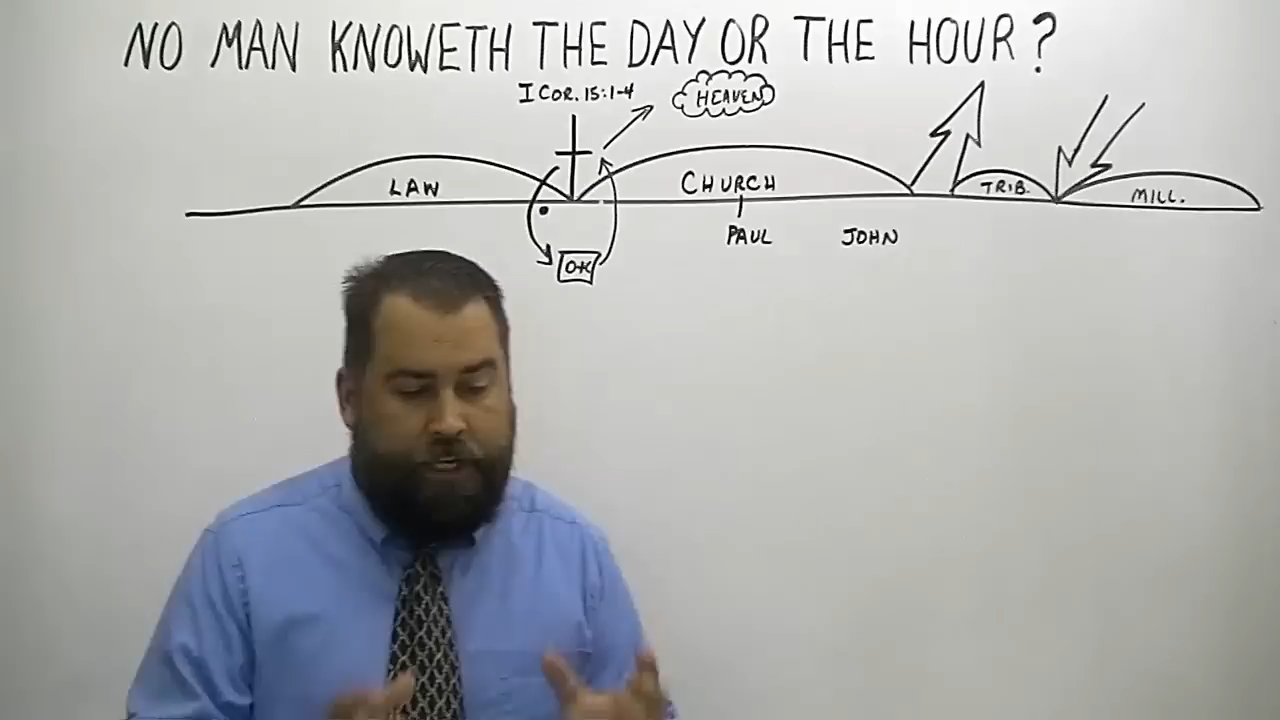 NO MAN KNOWETH THE DAY OR THE HOUR?
I COR. 15:1-4
HEAVEN
LAW
CHURCH
TRIB.
MILL.
PAUL
JOHN